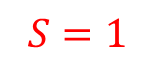 S = 1